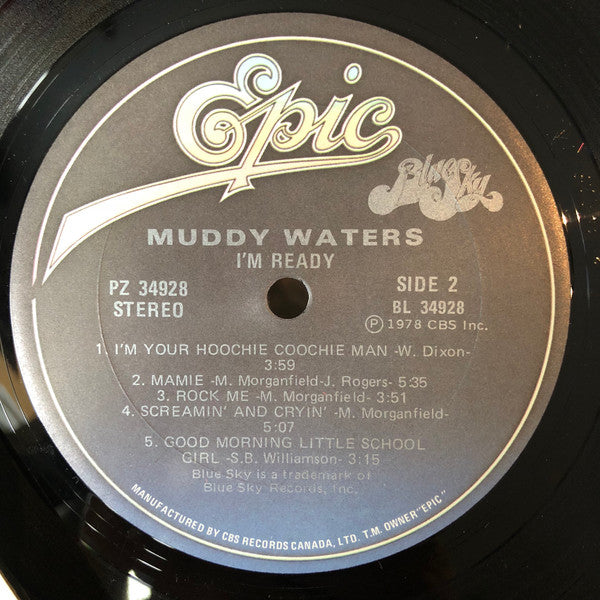 Epic
Blue Sky
MUDDY WATERS
I'M READY
PZ 34928
STEREO
SIDE 2
BL 34928
Ⓟ 1978 CBS Inc.
1. I'M YOUR HOOCHIE COOCHIE MAN -W. Dixon-
3:59
2. MAMIE -M. Morganfield-J. Rogers- 5:35
3. ROCK ME -M. Morganfield- 3:51
4. SCREAMIN' AND CRYIN' -M. Morganfield-
5:07
5. GOOD MORNING LITTLE SCHOOL
GIRL -S.B. Williamson- 3:15
Blue Sky is a trademark of
Blue Sky Records, Inc.
MANUFACTURED BY CBS RECORDS CANADA, LTD. T.M. OWNER "EPIC"